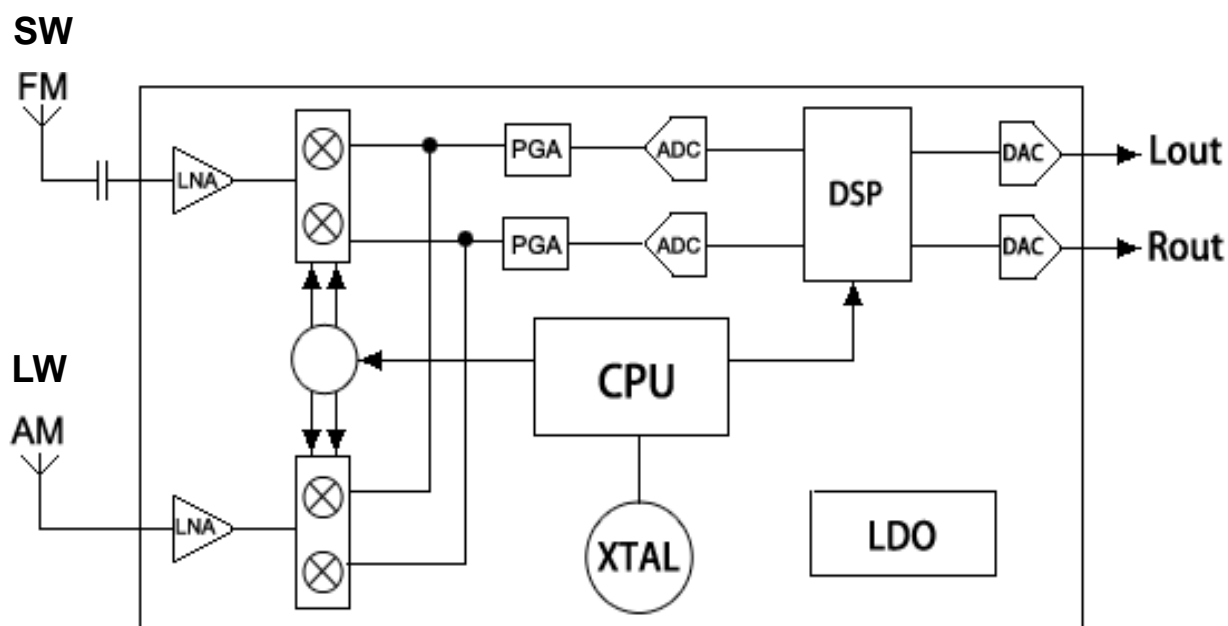 SW
FM
LNA
PGA
ADC
DSP
DAC
Lout
PGA
ADC
DAC
Rout
CPU
LW
AM
LNA
XTAL
LDO